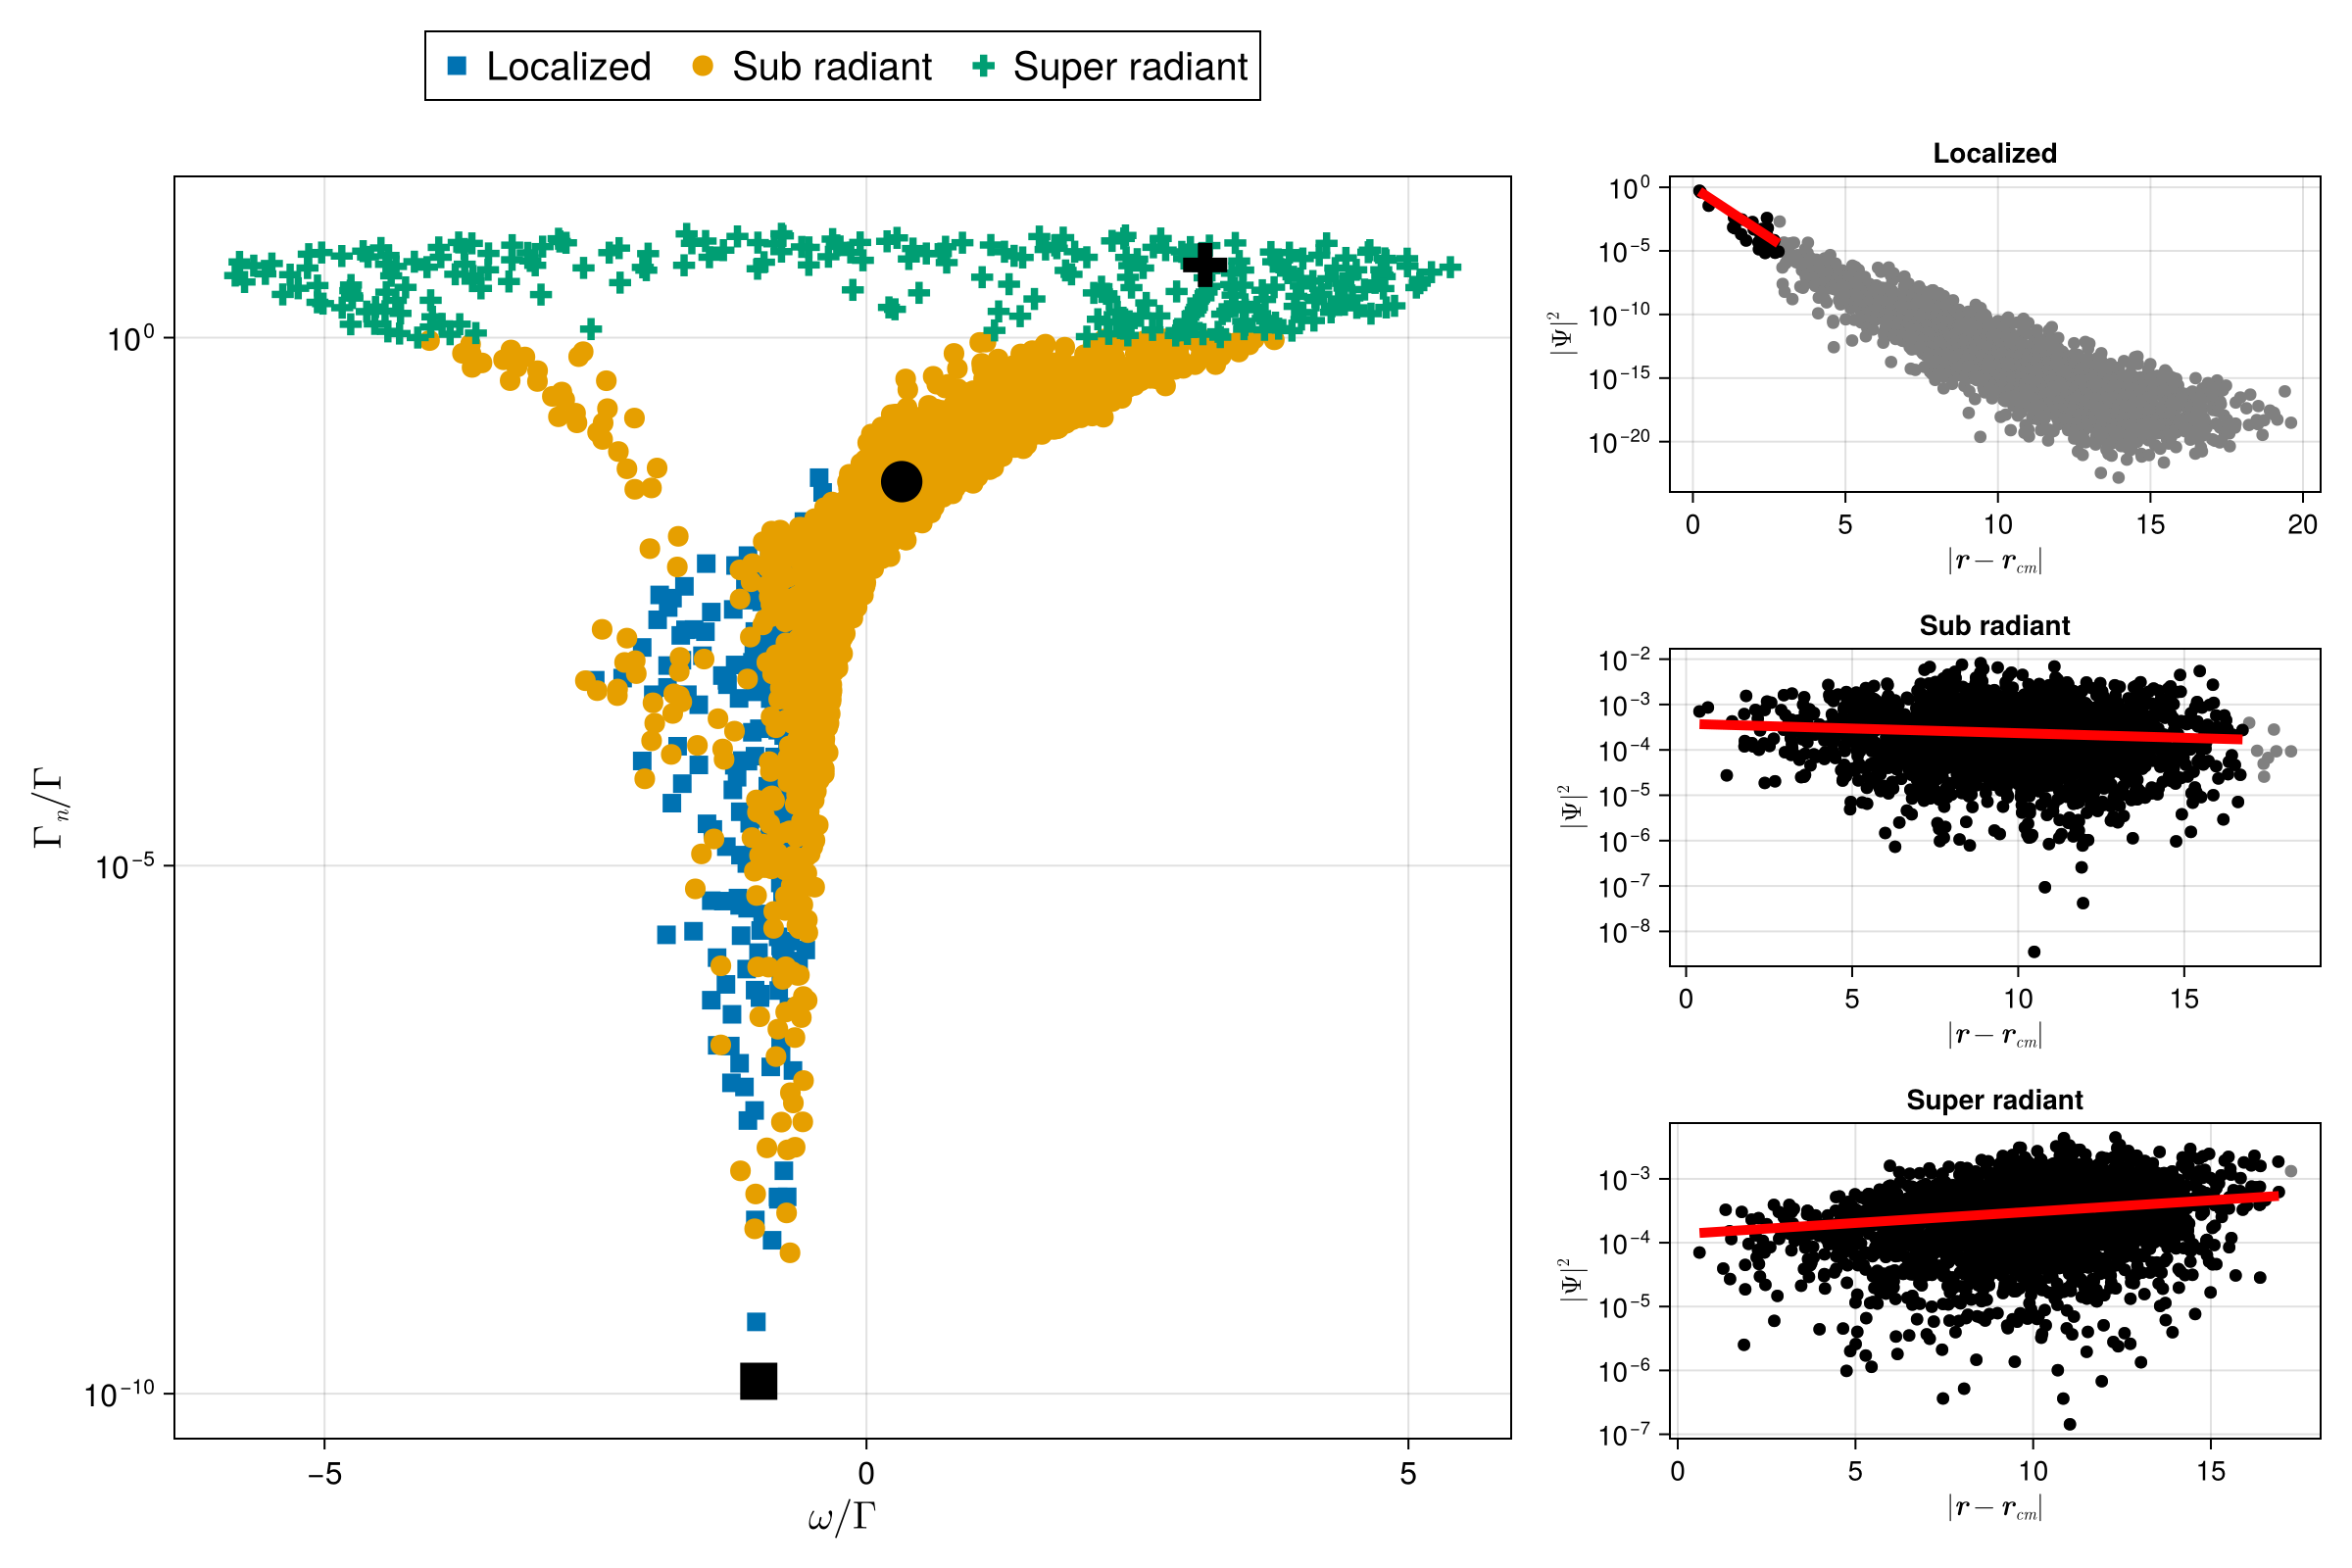 Localized Sub radiant Super radiant
10⁰
10⁻⁵
10⁻¹⁰
Γₙ/Γ
−5 0 5
ω/Γ
Localized
10⁰
10⁻⁵
10⁻¹⁰
10⁻¹⁵
10⁻²⁰
|Ψ|²
0 5 10 15 20
|r − r_cm|
Sub radiant
10⁻²
10⁻³
10⁻⁴
10⁻⁵
10⁻⁶
10⁻⁷
10⁻⁸
|Ψ|²
0 5 10 15
|r − r_cm|
Super radiant
10⁻³
10⁻⁴
10⁻⁵
10⁻⁶
10⁻⁷
|Ψ|²
0 5 10 15
|r − r_cm|